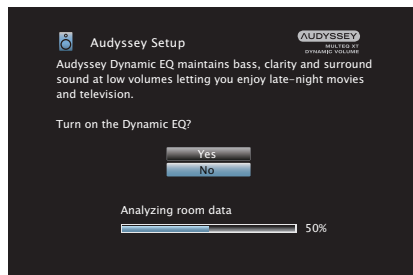 Audyssey Setup
AUDYSSEY
MULTEQ XT
DYNAMIC VOLUME
Audyssey Dynamic EQ maintains bass, clarity and surround
sound at low volumes letting you enjoy late-night movies
and television.
Turn on the Dynamic EQ?
Yes
No
Analyzing room data
50%